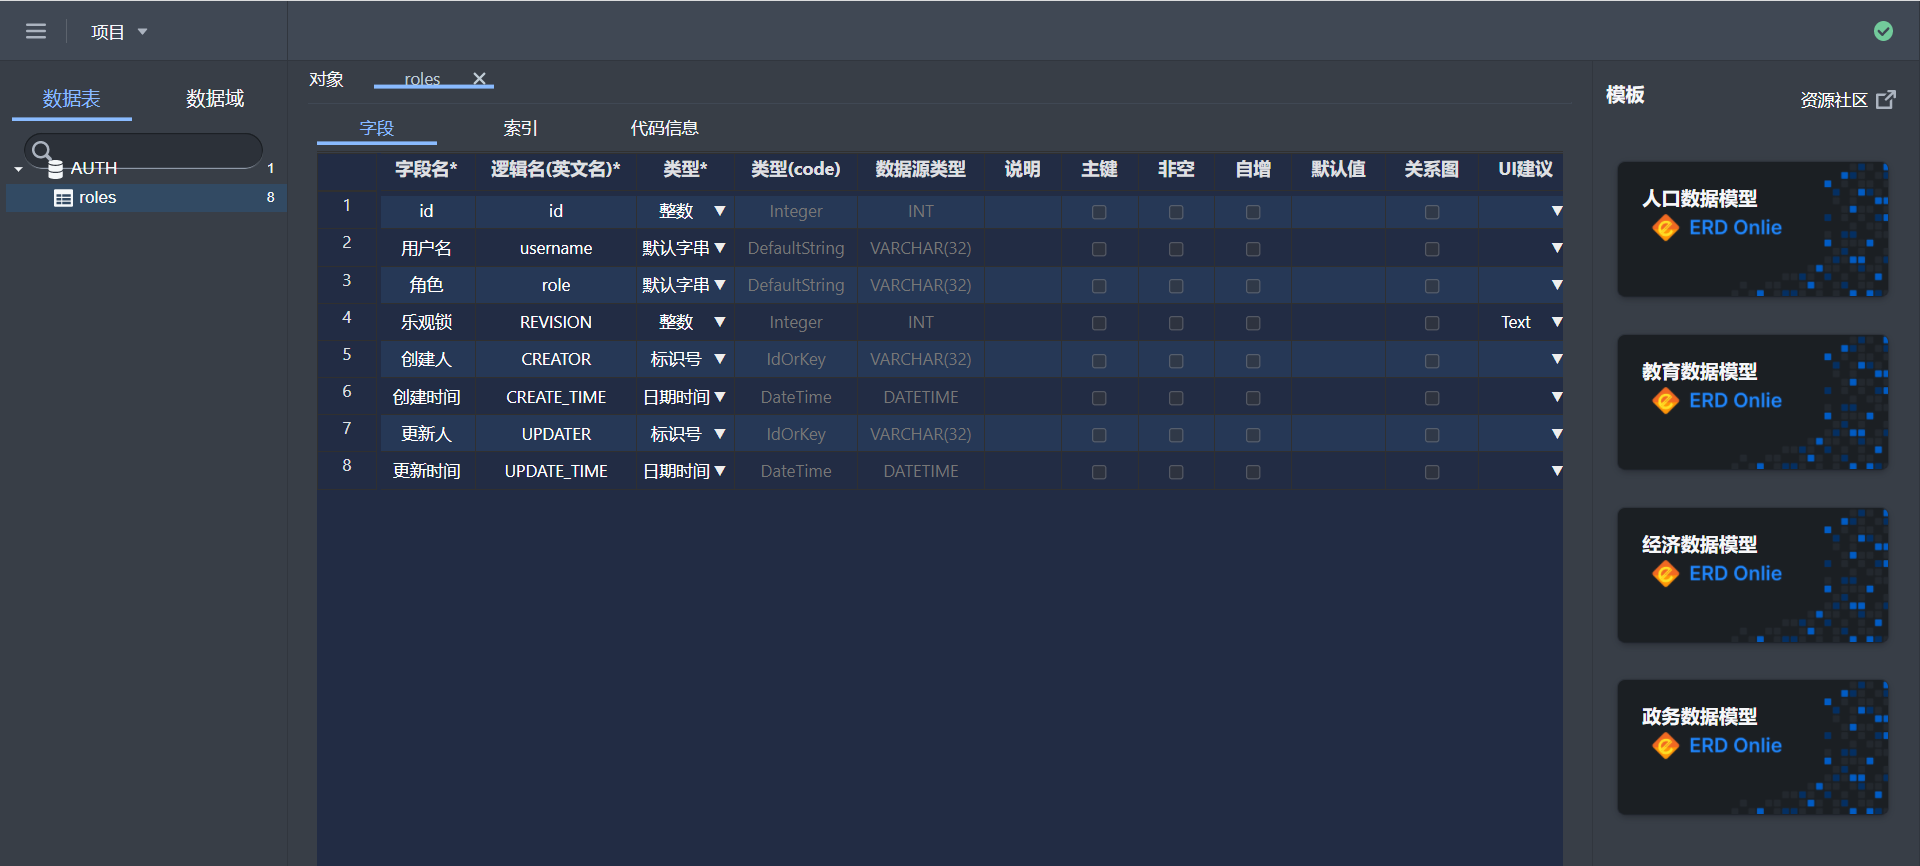 项目
数据表 数据域
AUTH 1
roles 8
对象 roles
字段 索引 代码信息
字段名* 逻辑名(英文名)* 类型* 类型(code) 数据源类型 说明 主键 非空 自增 默认值 关系图 UI建议
1 id id 整数 Integer INT
2 用户名 username 默认字串 DefaultString VARCHAR(32)
3 角色 role 默认字串 DefaultString VARCHAR(32)
4 乐观锁 REVISION 整数 Integer INT Text
5 创建人 CREATOR 标识号 IdOrKey VARCHAR(32)
6 创建时间 CREATE_TIME 日期时间 DateTime DATETIME
7 更新人 UPDATER 标识号 IdOrKey VARCHAR(32)
8 更新时间 UPDATE_TIME 日期时间 DateTime DATETIME
模板 资源社区
人口数据模型
ERD Onlie
教育数据模型
ERD Onlie
经济数据模型
ERD Onlie
政务数据模型
ERD Onlie